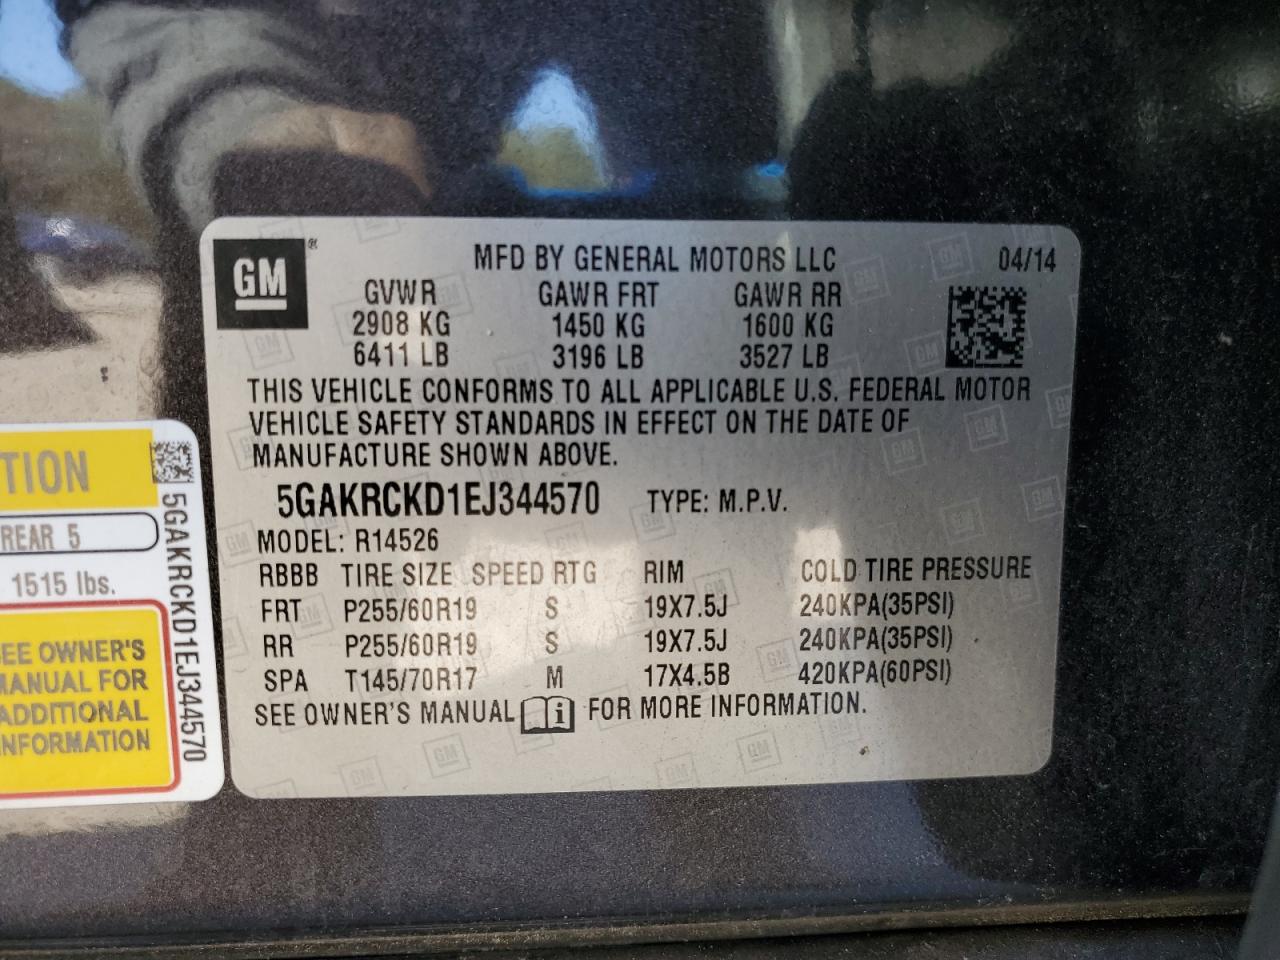 GM ®
MFD BY GENERAL MOTORS LLC 04/14
GVWR GAWR FRT GAWR RR
2908 KG 1450 KG 1600 KG
6411 LB 3196 LB 3527 LB
THIS VEHICLE CONFORMS TO ALL APPLICABLE U.S. FEDERAL MOTOR
VEHICLE SAFETY STANDARDS IN EFFECT ON THE DATE OF
MANUFACTURE SHOWN ABOVE.
5GAKRCKD1EJ344570 TYPE: M.P.V.
MODEL: R14526
RBBB TIRE SIZE SPEED RTG RIM COLD TIRE PRESSURE
FRT P255/60R19 S 19X7.5J 240KPA(35PSI)
RR P255/60R19 S 19X7.5J 240KPA(35PSI)
SPA T145/70R17 M 17X4.5B 420KPA(60PSI)
SEE OWNER'S MANUAL i FOR MORE INFORMATION.
TION
REAR 5
1515 lbs.
SEE OWNER'S
MANUAL FOR
ADDITIONAL
INFORMATION
5GAKRCKD1EJ344570